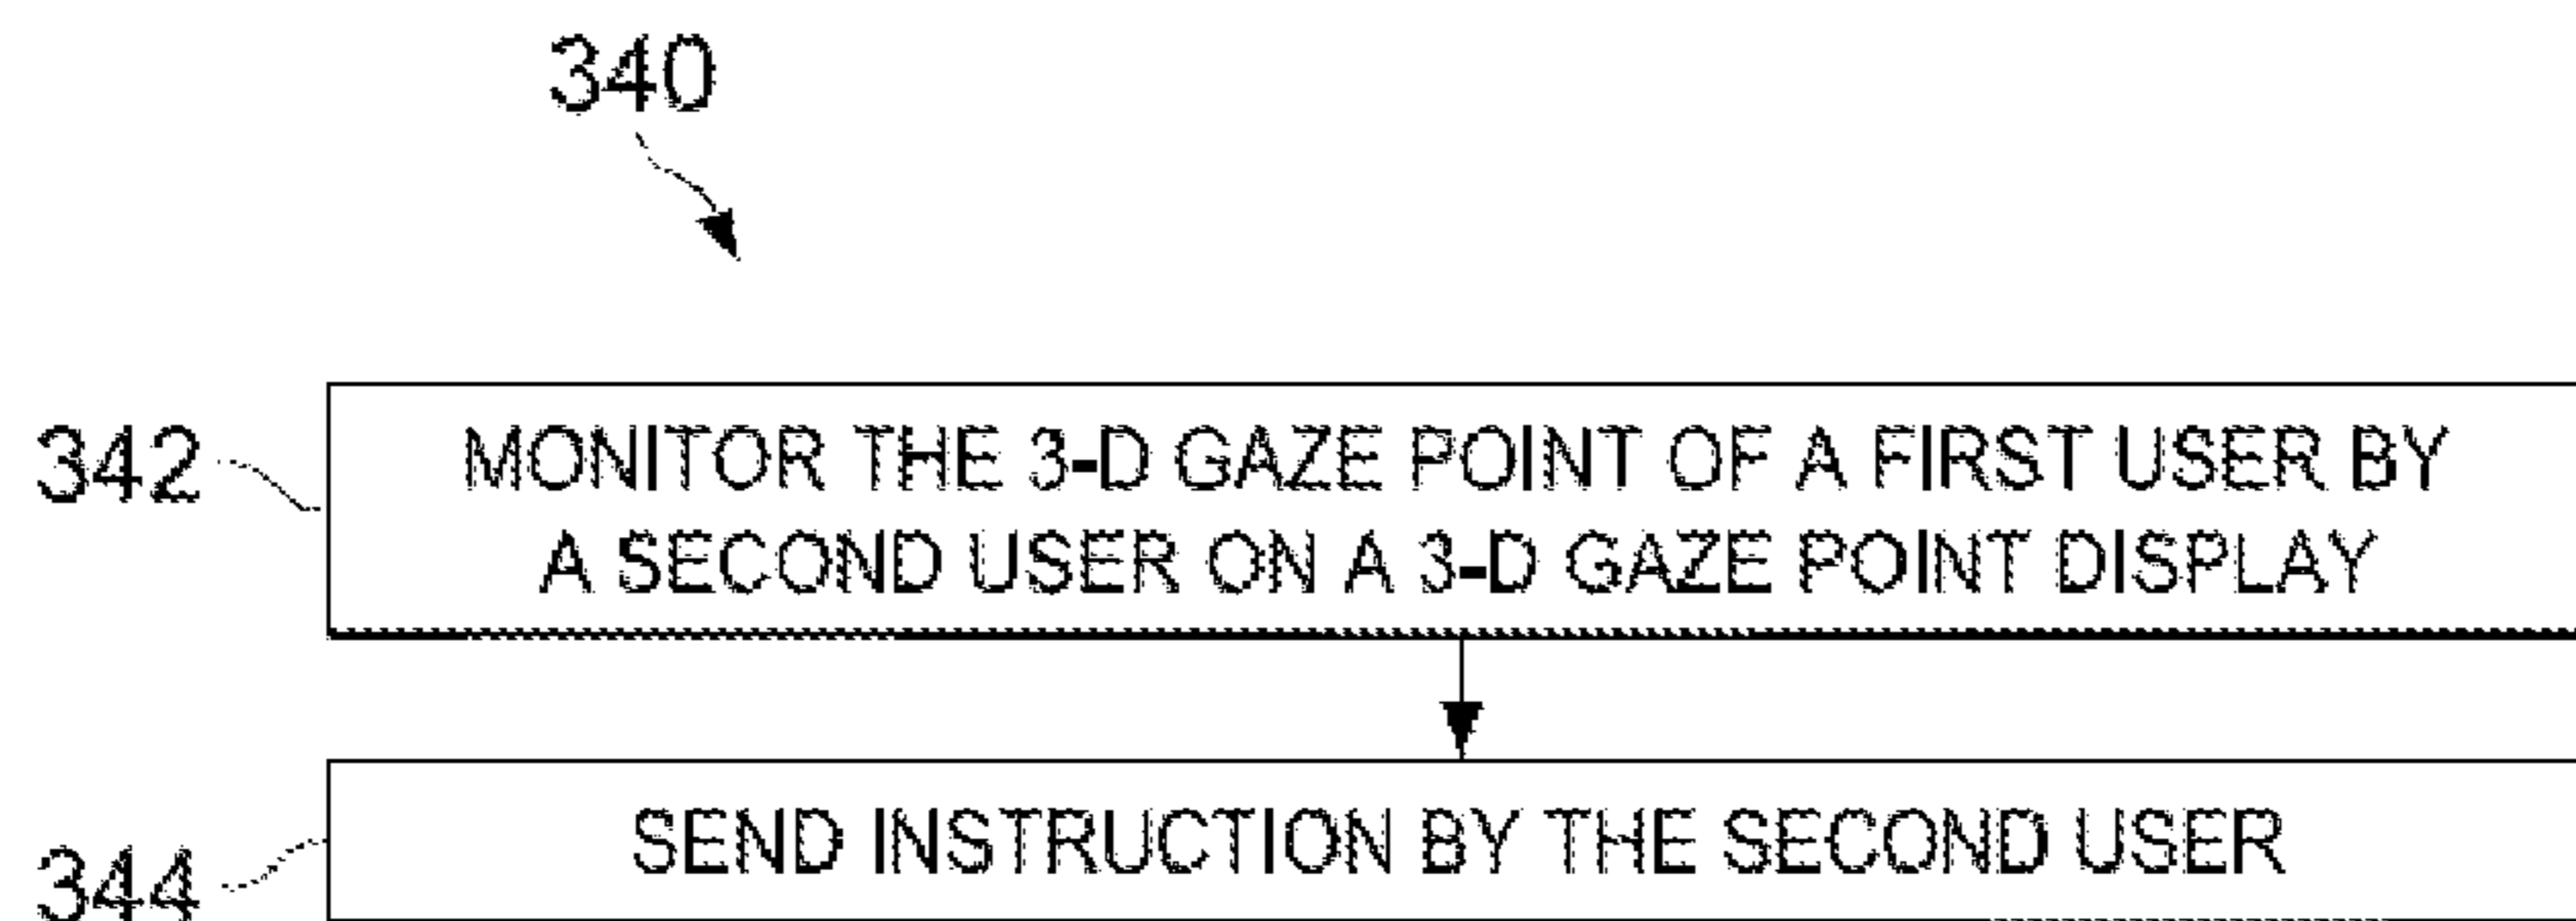 340
342
MONITOR THE 3-D GAZE POINT OF A FIRST USER BY
A SECOND USER ON A 3-D GAZE POINT DISPLAY
344
SEND INSTRUCTION BY THE SECOND USER